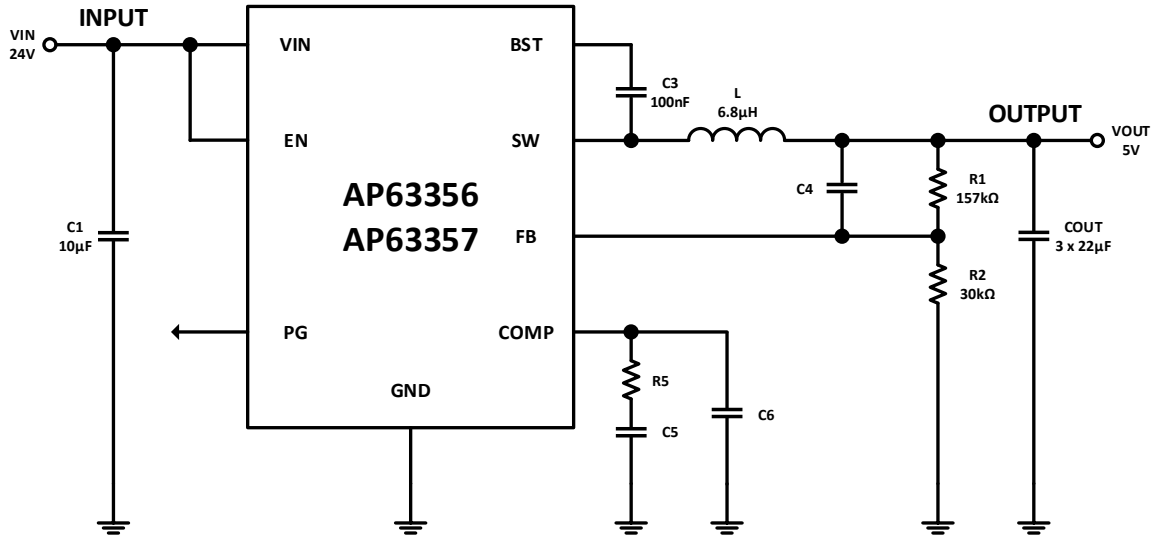 INPUT
VIN
24V
VIN
BST
C3
100nF
L
6.8µH
OUTPUT
VOUT
5V
EN
SW
AP63356
AP63357
C1
10µF
FB
C4
R1
157kΩ
COUT
3 x 22µF
R2
30kΩ
PG
COMP
GND
R5
C5
C6